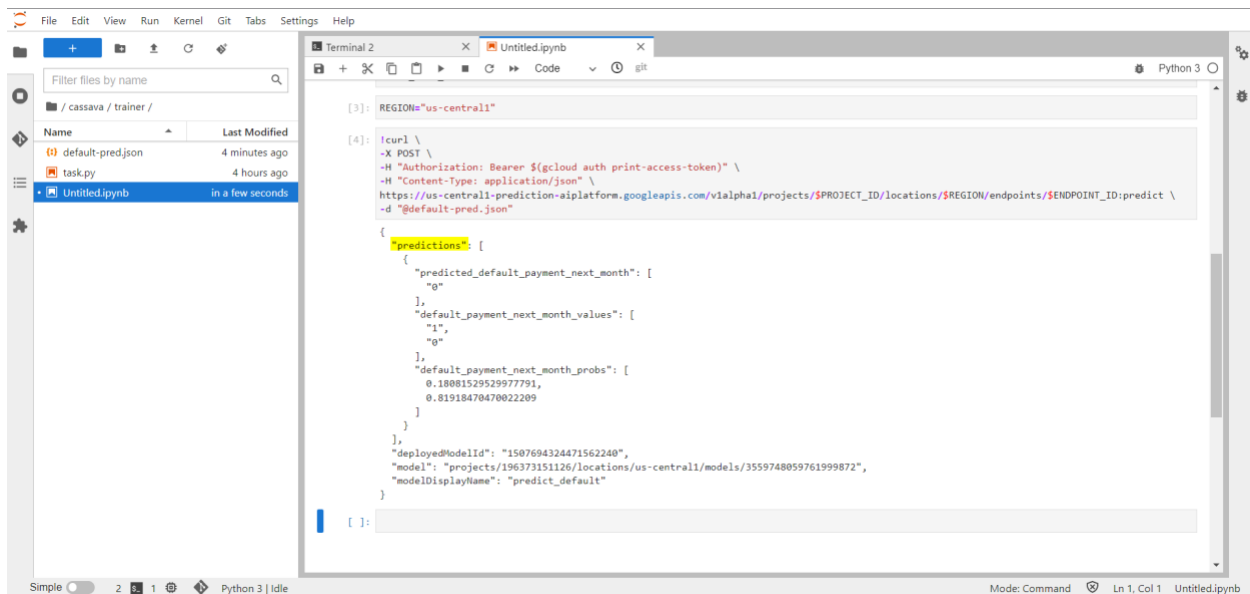 File Edit View Run Kernel Git Tabs Settings Help
Filter files by name
/ cassava / trainer /
Name Last Modified
default-pred.json 4 minutes ago
task.py 4 hours ago
Untitled.ipynb in a few seconds
Terminal 2 Untitled.ipynb
Code git Python 3
[3]: REGION="us-central1"
[4]: !curl \
-X POST \
-H "Authorization: Bearer $(gcloud auth print-access-token)" \
-H "Content-Type: application/json" \
https://us-central1-prediction-aiplatform.googleapis.com/v1alpha1/projects/$PROJECT_ID/locations/$REGION/endpoints/$ENDPOINT_ID:predict \
-d "@default-pred.json"
{
"predictions": [
{
"predicted_default_payment_next_month": [
"0"
],
"default_payment_next_month_values": [
"1",
"0"
],
"default_payment_next_month_probs": [
0.18081529529977791,
0.81918470470022209
]
}
],
"deployedModelId": "1507694324471562240",
"model": "projects/196373151126/locations/us-central1/models/3559748059761999872",
"modelDisplayName": "predict_default"
}
[ ]:
Simple 2 1 Python 3 | Idle Mode: Command Ln 1, Col 1 Untitled.ipynb